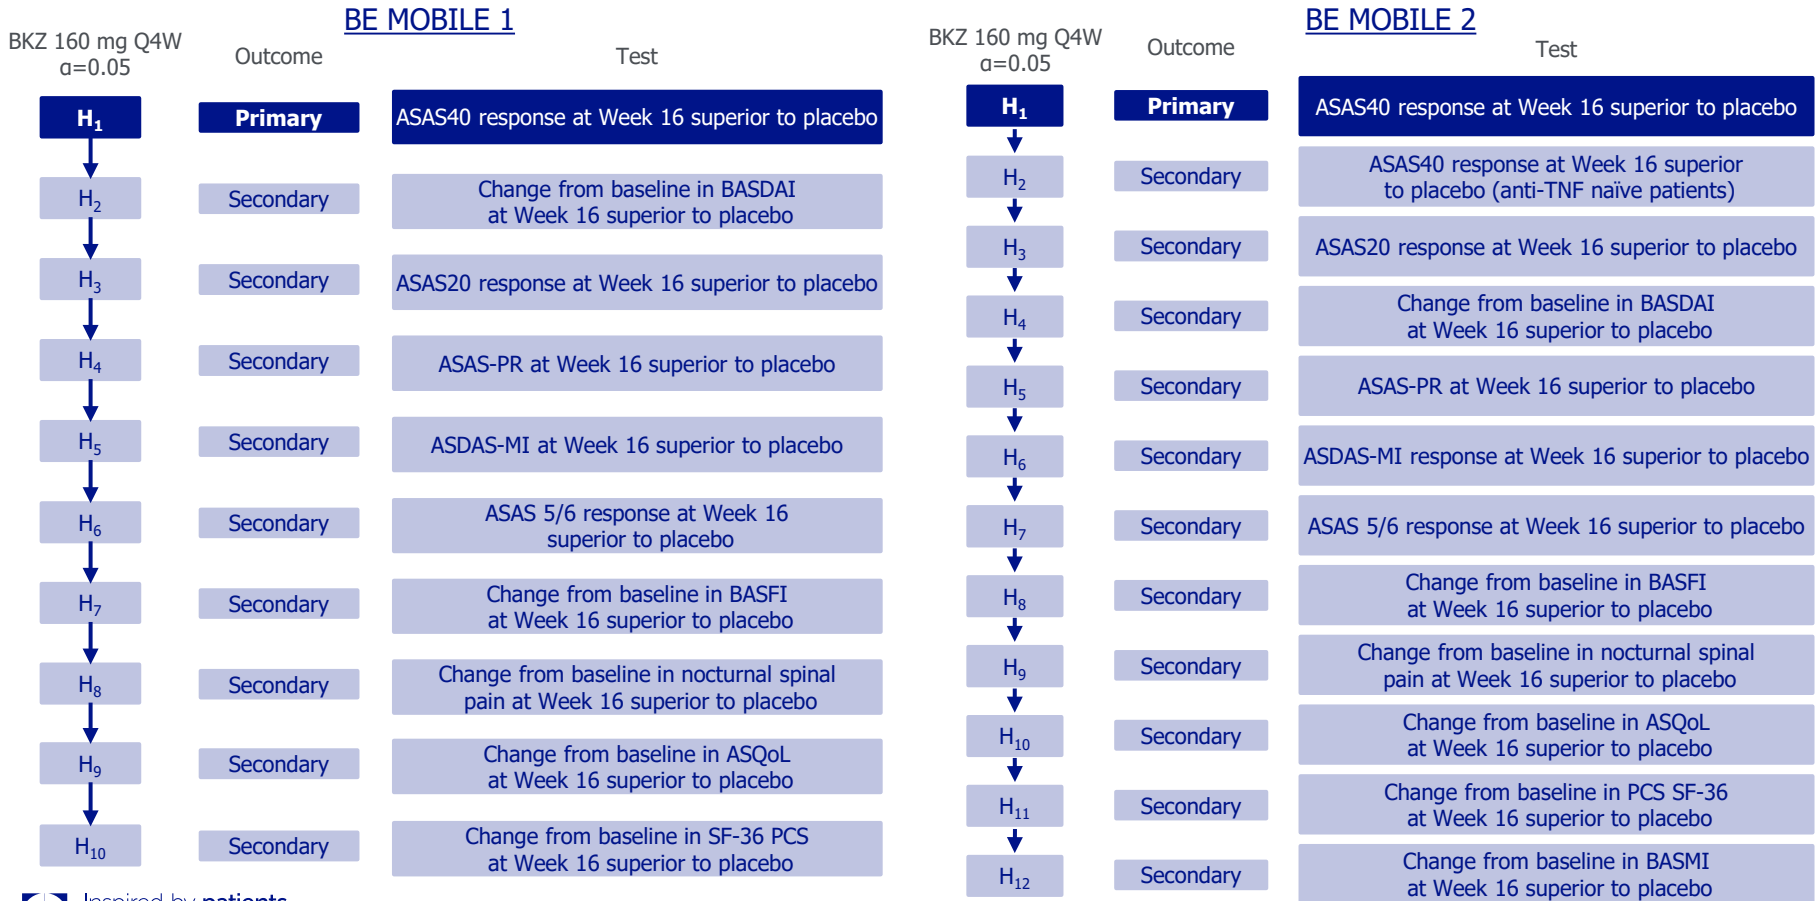 BE MOBILE 1
BKZ 160 mg Q4W
α=0.05
Outcome
Test
H₁
Primary
ASAS40 response at Week 16 superior to placebo
H₂
Secondary
Change from baseline in BASDAI
at Week 16 superior to placebo
H₃
Secondary
ASAS20 response at Week 16 superior to placebo
H₄
Secondary
ASAS-PR at Week 16 superior to placebo
H₅
Secondary
ASDAS-MI at Week 16 superior to placebo
H₆
Secondary
ASAS 5/6 response at Week 16
superior to placebo
H₇
Secondary
Change from baseline in BASFI
at Week 16 superior to placebo
H₈
Secondary
Change from baseline in nocturnal spinal
pain at Week 16 superior to placebo
H₉
Secondary
Change from baseline in ASQoL
at Week 16 superior to placebo
H₁₀
Secondary
Change from baseline in SF-36 PCS
at Week 16 superior to placebo
Inspired by patients
BE MOBILE 2
BKZ 160 mg Q4W
α=0.05
Outcome
Test
H₁
Primary
ASAS40 response at Week 16 superior to placebo
H₂
Secondary
ASAS40 response at Week 16 superior
to placebo (anti-TNF naïve patients)
H₃
Secondary
ASAS20 response at Week 16 superior to placebo
H₄
Secondary
Change from baseline in BASDAI
at Week 16 superior to placebo
H₅
Secondary
ASAS-PR at Week 16 superior to placebo
H₆
Secondary
ASDAS-MI response at Week 16 superior to placebo
H₇
Secondary
ASAS 5/6 response at Week 16 superior to placebo
H₈
Secondary
Change from baseline in BASFI
at Week 16 superior to placebo
H₉
Secondary
Change from baseline in nocturnal spinal
pain at Week 16 superior to placebo
H₁₀
Secondary
Change from baseline in ASQoL
at Week 16 superior to placebo
H₁₁
Secondary
Change from baseline in PCS SF-36
at Week 16 superior to placebo
H₁₂
Secondary
Change from baseline in BASMI
at Week 16 superior to placebo